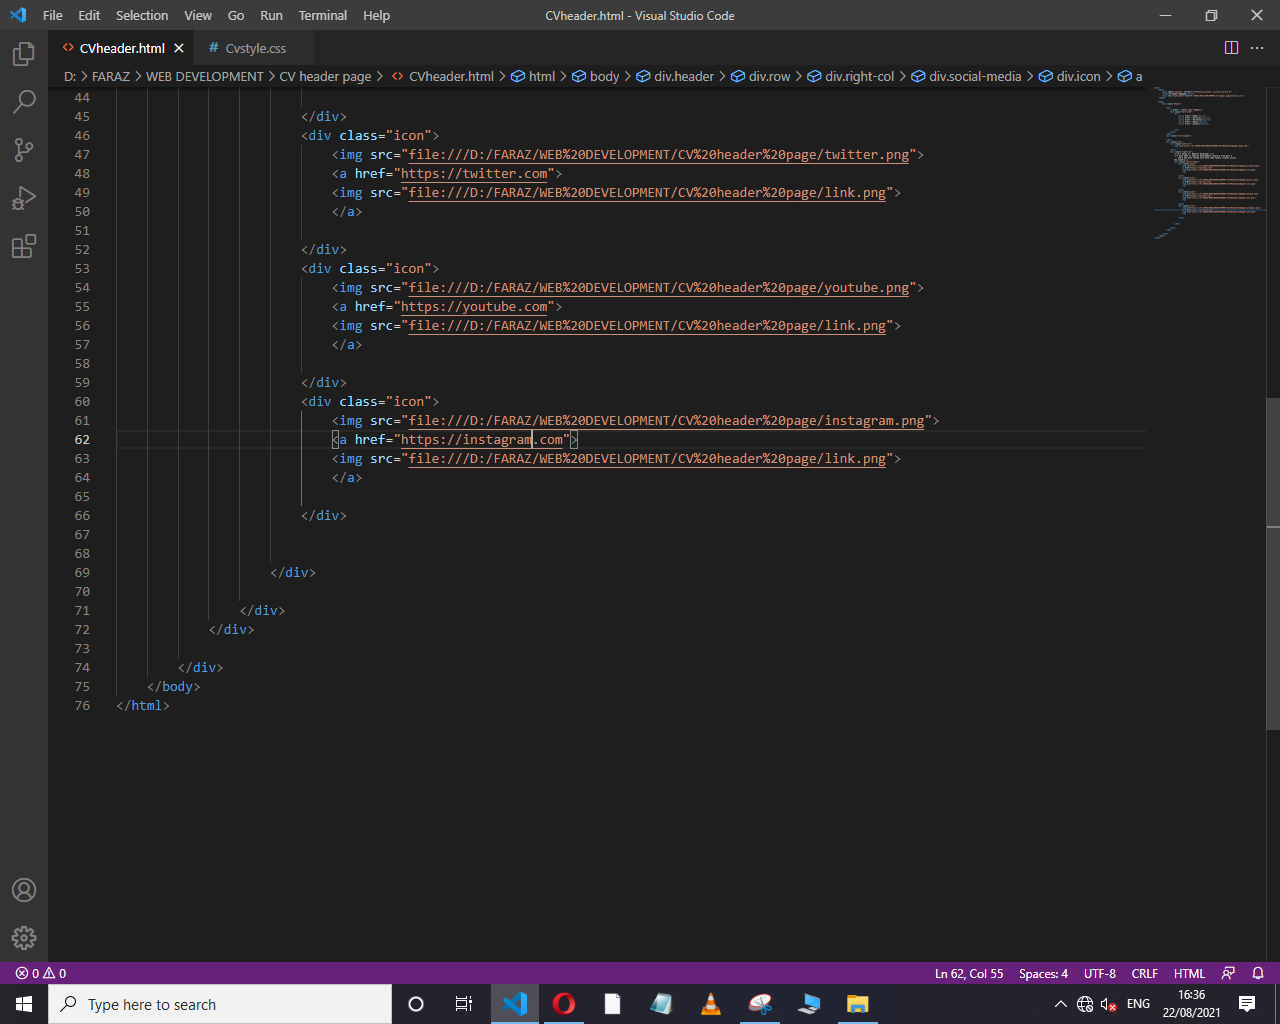 File Edit Selection View Go Run Terminal Help CVheader.html - Visual Studio Code
<> CVheader.html # Cvstyle.css ···
D: > FARAZ > WEB DEVELOPMENT > CV header page > <> CVheader.html > html > body > div.header > div.row > div.right-col > div.social-media > div.icon > a
44
45 </div>
46 <div class="icon">
47 <img src="file:///D:/FARAZ/WEB%20DEVELOPMENT/CV%20header%20page/twitter.png">
48 <a href="https://twitter.com">
49 <img src="file:///D:/FARAZ/WEB%20DEVELOPMENT/CV%20header%20page/link.png">
50 </a>
51
52 </div>
53 <div class="icon">
54 <img src="file:///D:/FARAZ/WEB%20DEVELOPMENT/CV%20header%20page/youtube.png">
55 <a href="https://youtube.com">
56 <img src="file:///D:/FARAZ/WEB%20DEVELOPMENT/CV%20header%20page/link.png">
57 </a>
58
59 </div>
60 <div class="icon">
61 <img src="file:///D:/FARAZ/WEB%20DEVELOPMENT/CV%20header%20page/instagram.png">
62 <a href="https://instagram.com">
63 <img src="file:///D:/FARAZ/WEB%20DEVELOPMENT/CV%20header%20page/link.png">
64 </a>
65
66 </div>
67
68
69 </div>
70
71 </div>
72 </div>
73
74 </div>
75 </body>
76 </html>
0 0 Ln 62, Col 55 Spaces: 4 UTF-8 CRLF HTML
Type here to search ENG 16:36
22/08/2021